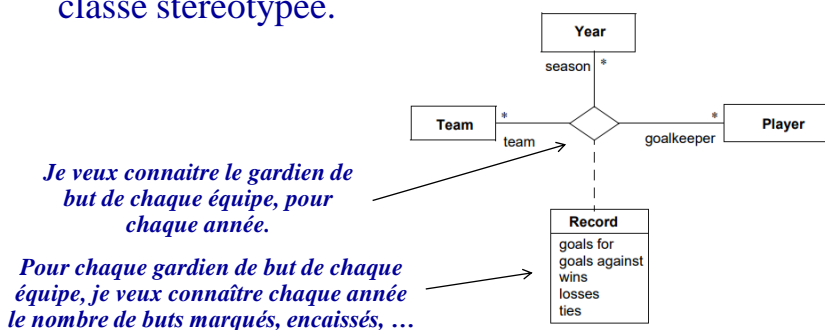 classe stéréotypée.
Year
season *
Team
*
team
*
goalkeeper
Player
Je veux connaitre le gardien de
but de chaque équipe, pour
chaque année.
Record
goals for
goals against
wins
losses
ties
Pour chaque gardien de but de chaque
équipe, je veux connaître chaque année
le nombre de buts marqués, encaissés, …